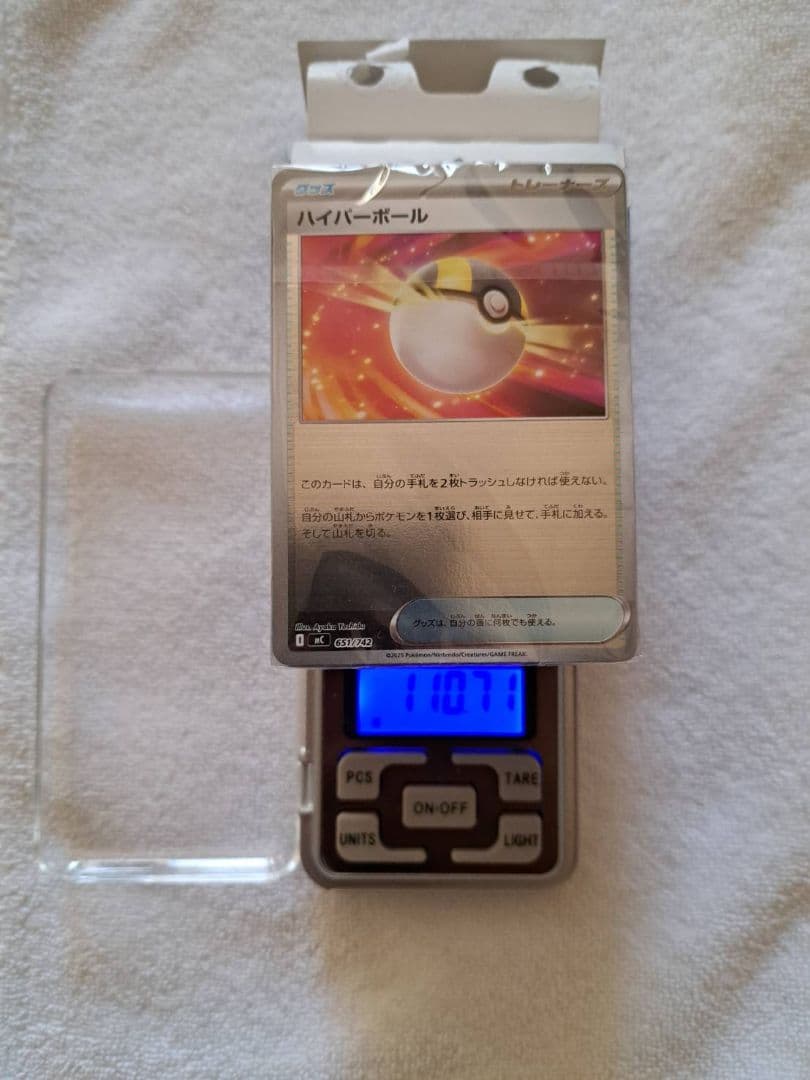 グッズ
トレーナーズ
ハイパーボール
このカードは、自分の手札を2枚トラッシュしなければ使えない。
自分の山札からポケモンを1枚選び、相手に見せて、手札に加える。
そして山札を切る。
グッズは、自分の番に何枚でも使える。
Illus. Ayaka Yoshida
MC 651/742
©2025 Pokémon/Nintendo/Creatures/GAME FREAK.
110.71
PCS
TARE
ON·OFF
UNITS
LIGHT